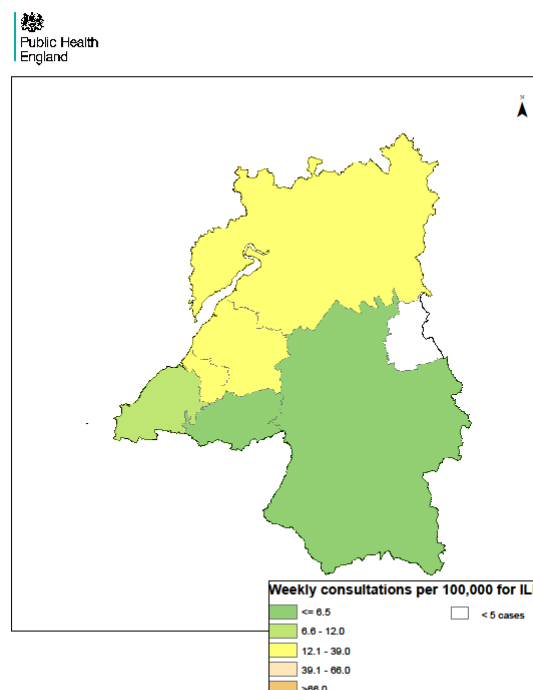 Public Health
England
N
Weekly consultations per 100,000 for IL
<= 6.5
< 5 cases
6.6 - 12.0
12.1 - 39.0
39.1 - 66.0
>66.0